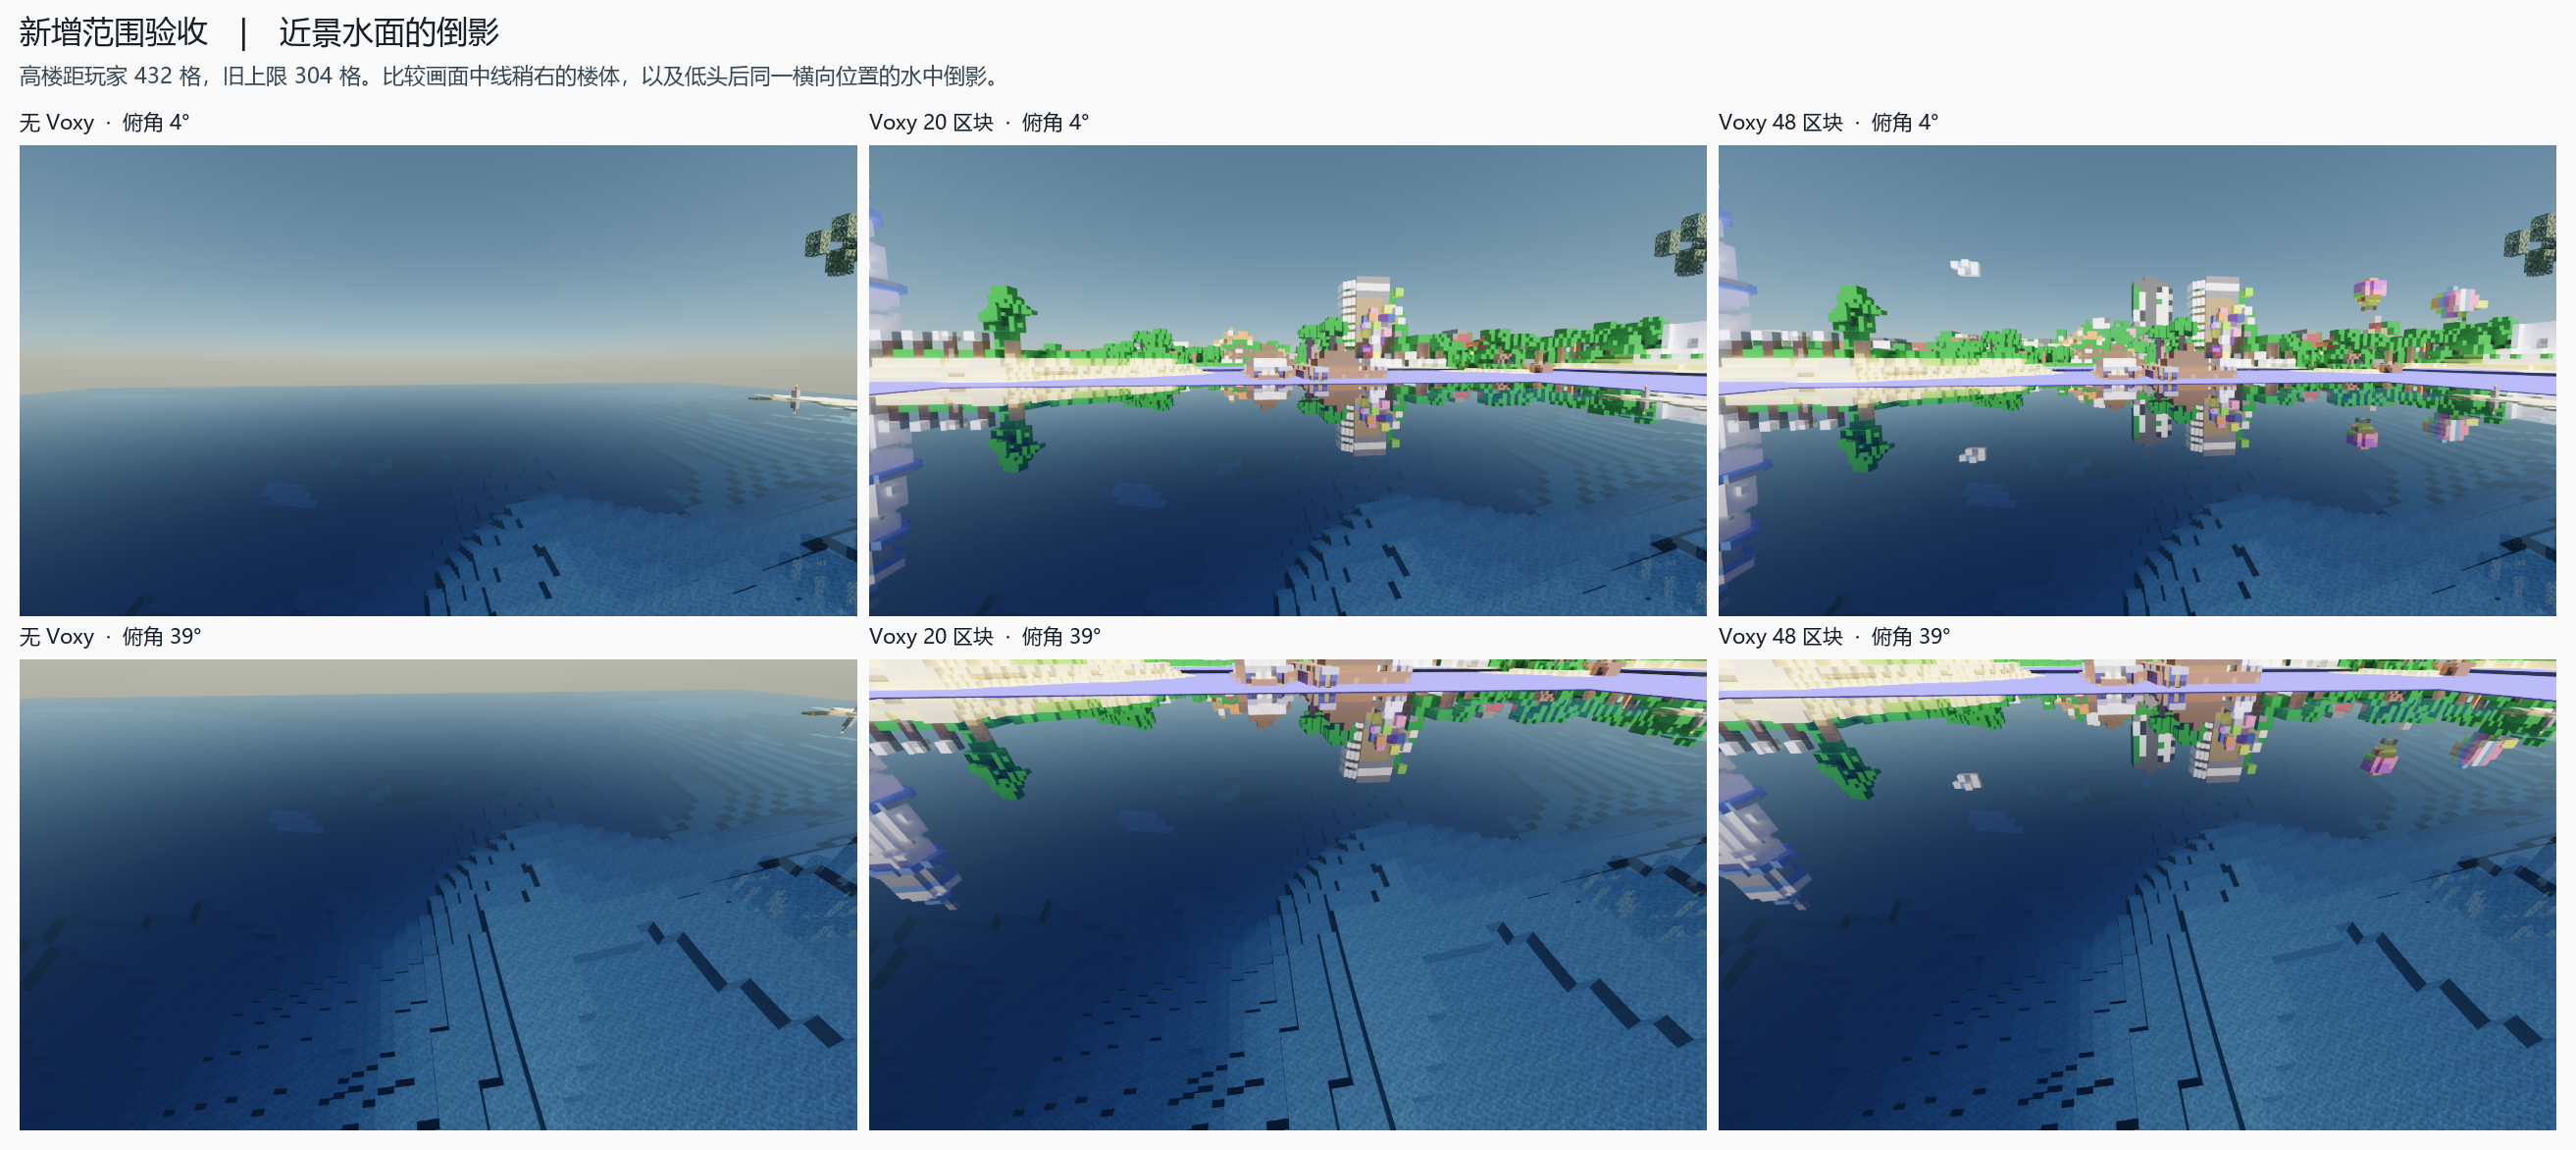 新增范围验收 | 近景水面的倒影
高楼距玩家 432 格，旧上限 304 格。比较画面中线稍右的楼体，以及低头后同一横向位置的水中倒影。
无 Voxy · 俯角 4°
Voxy 20 区块 · 俯角 4°
Voxy 48 区块 · 俯角 4°
无 Voxy · 俯角 39°
Voxy 20 区块 · 俯角 39°
Voxy 48 区块 · 俯角 39°